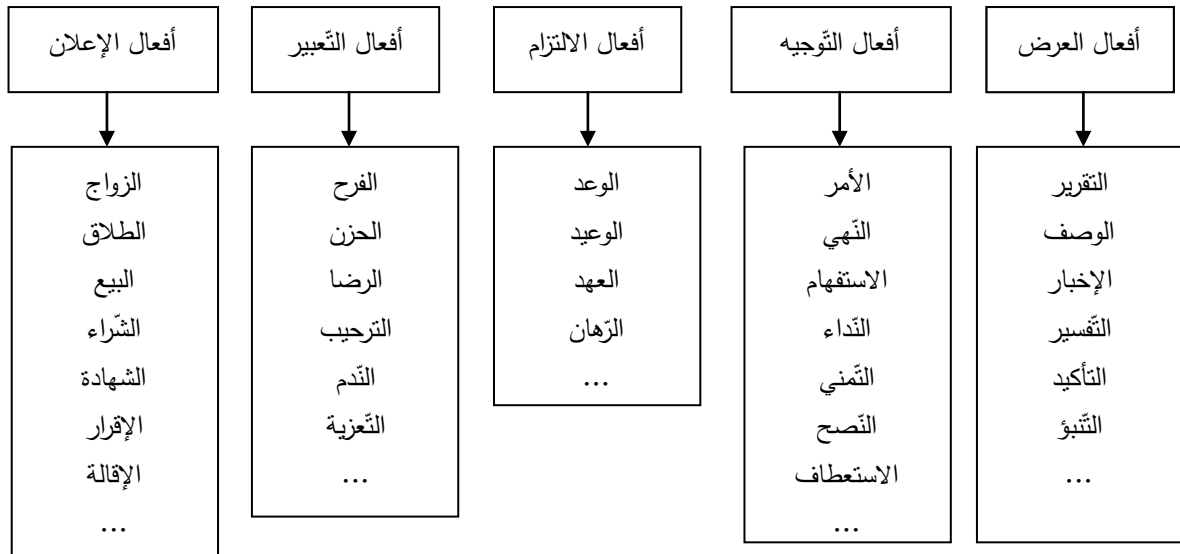 أفعال العرض
التقرير
الوصف
الإخبار
التّفسير
التأكيد
التّنبؤ
...
أفعال التّوجيه
الأمر
النّهي
الاستفهام
النّداء
التّمني
النّصح
الاستعطاف
...
أفعال الالتزام
الوعد
الوعيد
العهد
الرّهان
...
أفعال التّعبير
الفرح
الحزن
الرضا
الترحيب
النّدم
التّعزية
...
أفعال الإعلان
الزواج
الطلاق
البيع
الشّراء
الشهادة
الإقرار
الإقالة
...